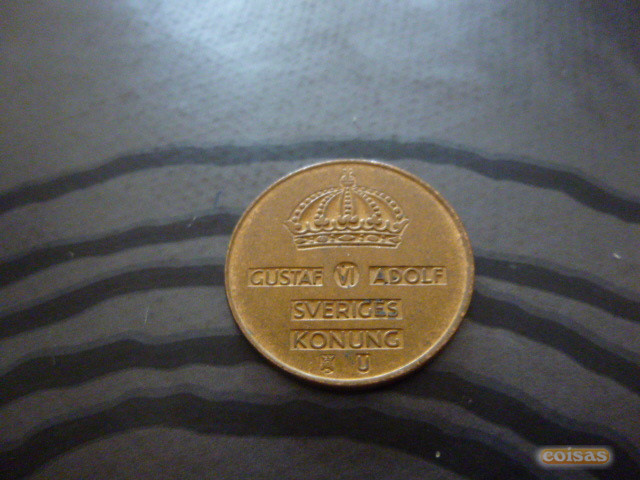 GUSTAF VI ADOLF
SVERIGES
KONUNG
U
coisas